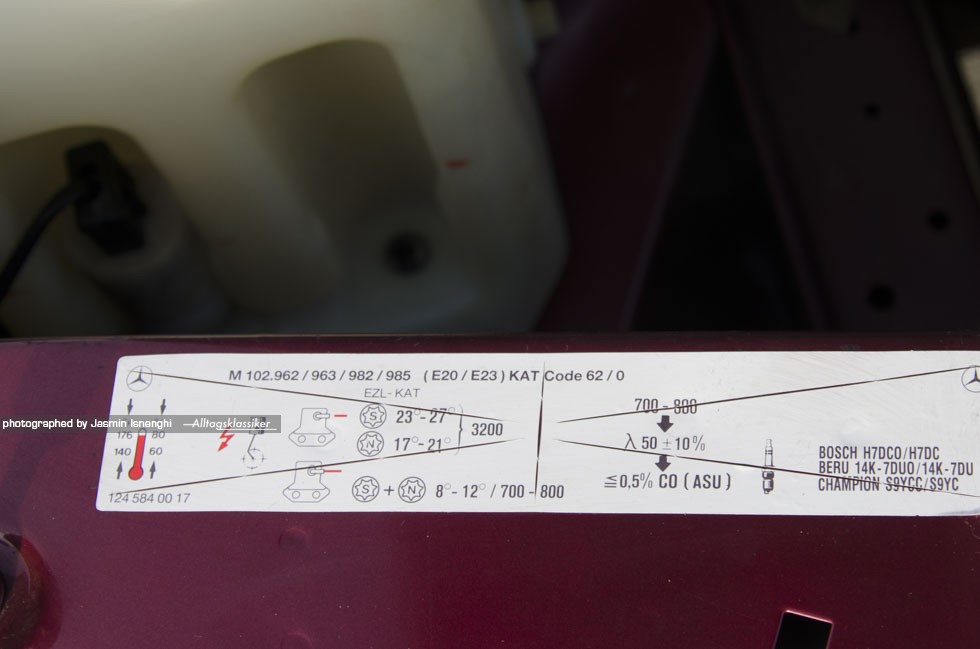 M 102.962 / 963 / 982 / 985 ( E20 / E23 ) KAT Code 62 / 0
EZL-KAT
176 80
140 60
124 584 00 17
S 23°-27°
N 17°-21°
3200
S + N 8°-12° / 700 - 800
700 - 800
λ 50 ±10%
≦0,5% CO ( ASU )
BOSCH H7DC0/H7DC
BERU 14K-7DU0/14K-7DU
CHAMPION S9YCC/S9YC
photographed by Jasmin Isnenghi —Alltagsklassiker